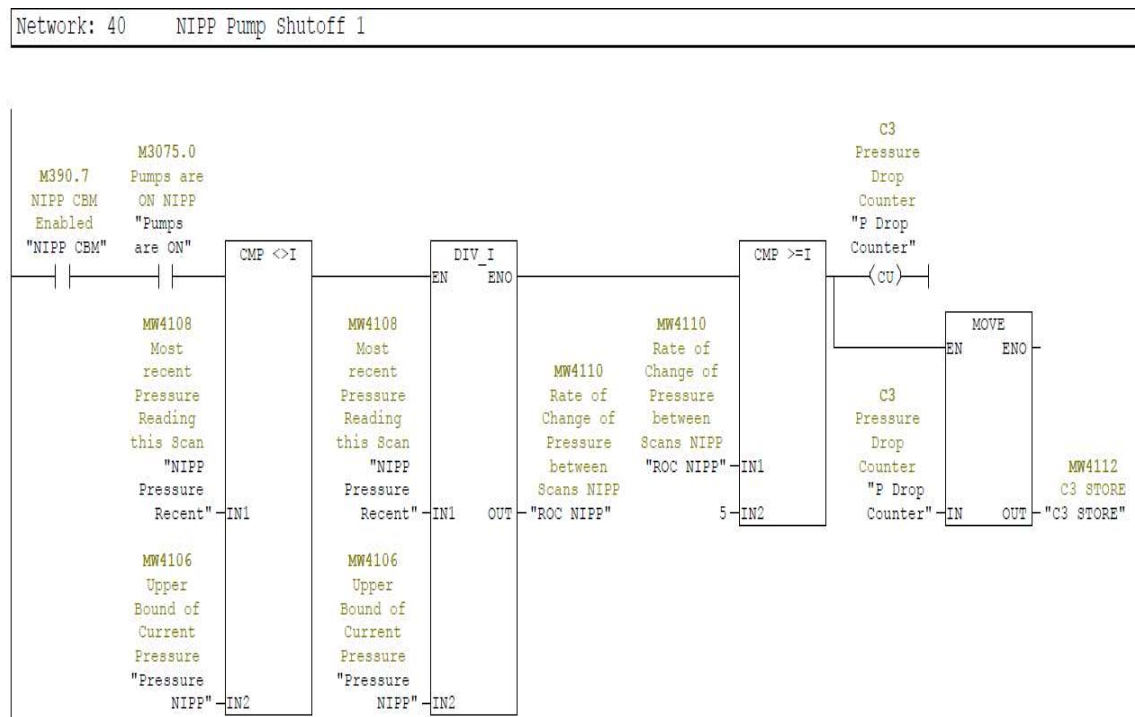 Network: 40 NIPP Pump Shutoff 1
M390.7
NIPP CBM
Enabled
"NIPP CBM"
M3075.0
Pumps are
ON NIPP
"Pumps
are ON"
CMP <>I
MW4108
Most
recent
Pressure
Reading
this Scan
"NIPP
Pressure
Recent"
IN1
MW4106
Upper
Bound of
Current
Pressure
"Pressure
NIPP"
IN2
DIV_I
EN ENO
MW4108
Most
recent
Pressure
Reading
this Scan
"NIPP
Pressure
Recent"
IN1 OUT
MW4106
Upper
Bound of
Current
Pressure
"Pressure
NIPP"
IN2
MW4110
Rate of
Change of
Pressure
between
Scans NIPP
"ROC NIPP"
CMP >=I
MW4110
Rate of
Change of
Pressure
between
Scans NIPP
"ROC NIPP"
IN1
5
IN2
C3
Pressure
Drop
Counter
"P Drop
Counter"
(CU)
MOVE
EN ENO
C3
Pressure
Drop
Counter
"P Drop
Counter"
IN OUT
MW4112
C3 STORE
"C3 STORE"